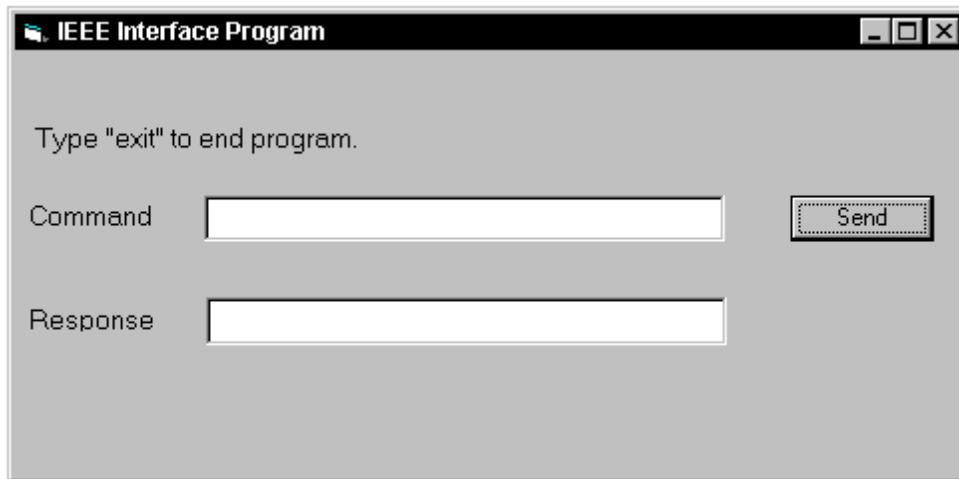 IEEE Interface Program
Type "exit" to end program.
Command
Send
Response